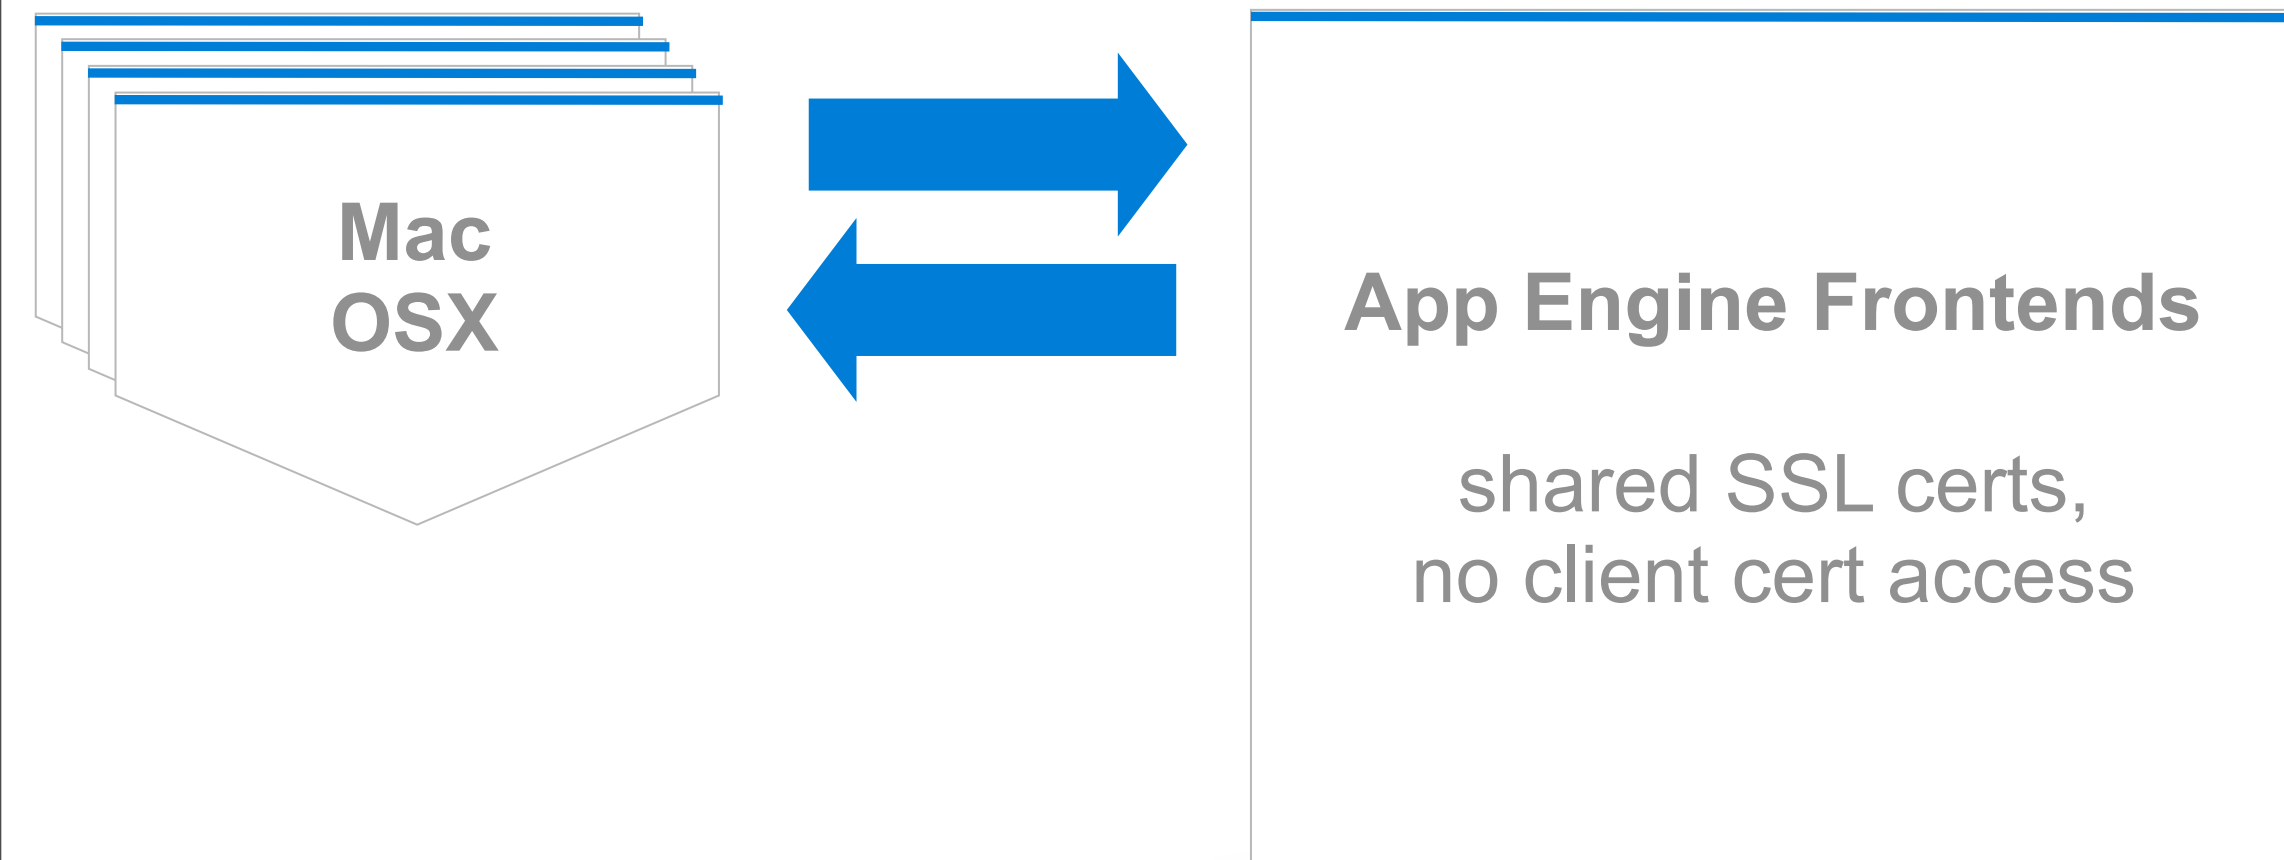 Mac
OSX
App Engine Frontends
shared SSL certs,
no client cert access